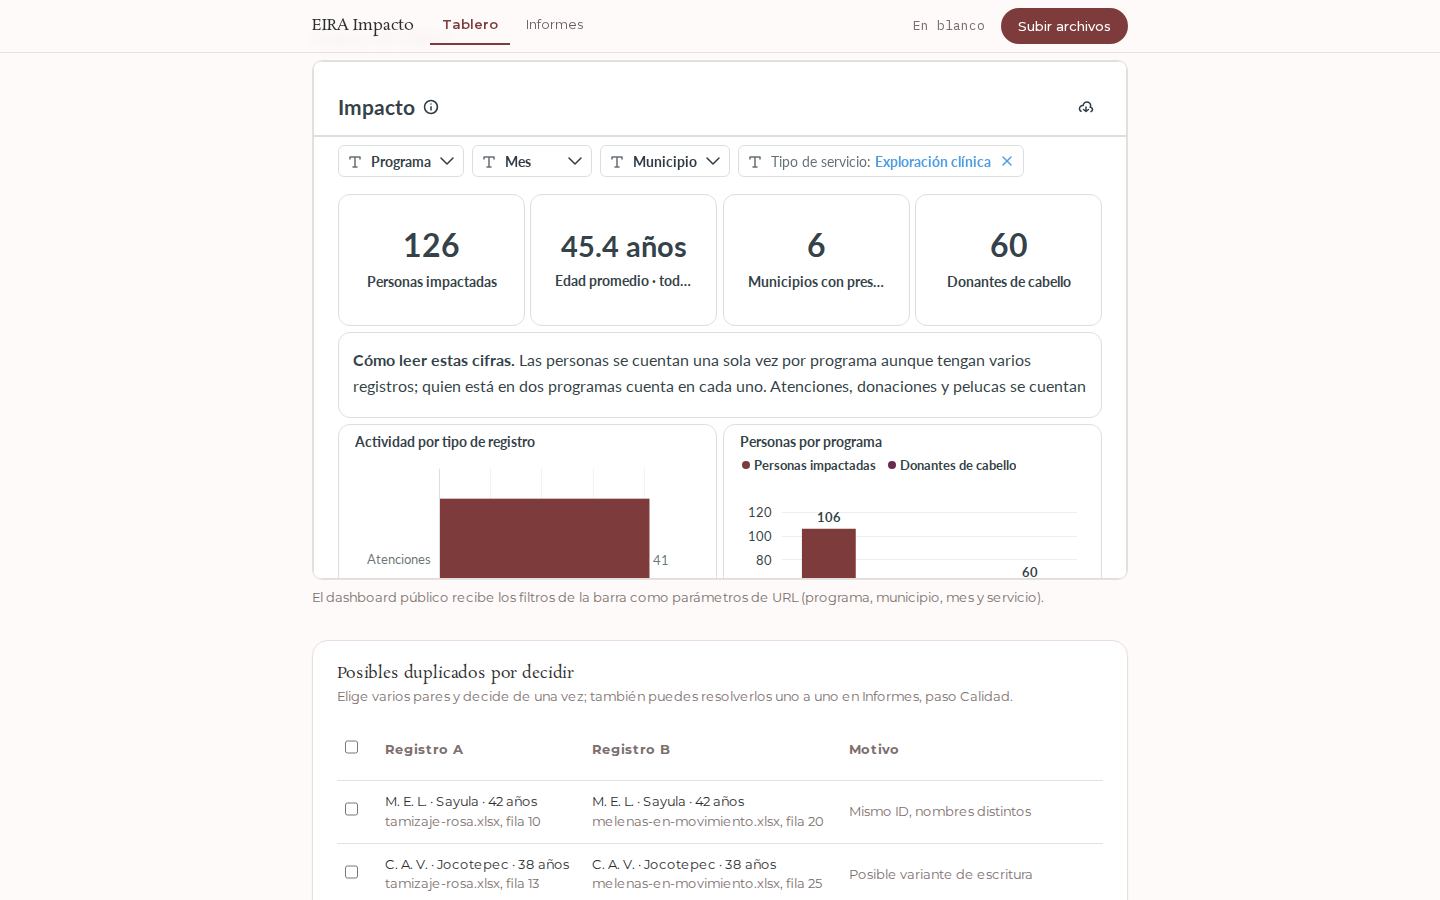 EIRA Impacto
Tablero
Informes
En blanco
Subir archivos
Impacto
Programa
Mes
Municipio
Tipo de servicio: Exploración clínica
126
Personas impactadas
45.4 años
Edad promedio · tod...
6
Municipios con pres...
60
Donantes de cabello
Cómo leer estas cifras. Las personas se cuentan una sola vez por programa aunque tengan varios
registros; quien está en dos programas cuenta en cada uno. Atenciones, donaciones y pelucas se cuentan
Actividad por tipo de registro
Atenciones
41
Personas por programa
Personas impactadas
Donantes de cabello
120
100
80
106
60
El dashboard público recibe los filtros de la barra como parámetros de URL (programa, municipio, mes y servicio).
Posibles duplicados por decidir
Elige varios pares y decide de una vez; también puedes resolverlos uno a uno en Informes, paso Calidad.
Registro A
Registro B
Motivo
M. E. L. · Sayula · 42 años
tamizaje-rosa.xlsx, fila 10
M. E. L. · Sayula · 42 años
melenas-en-movimiento.xlsx, fila 20
Mismo ID, nombres distintos
C. A. V. · Jocotepec · 38 años
tamizaje-rosa.xlsx, fila 13
C. A. V. · Jocotepec · 38 años
melenas-en-movimiento.xlsx, fila 25
Posible variante de escritura